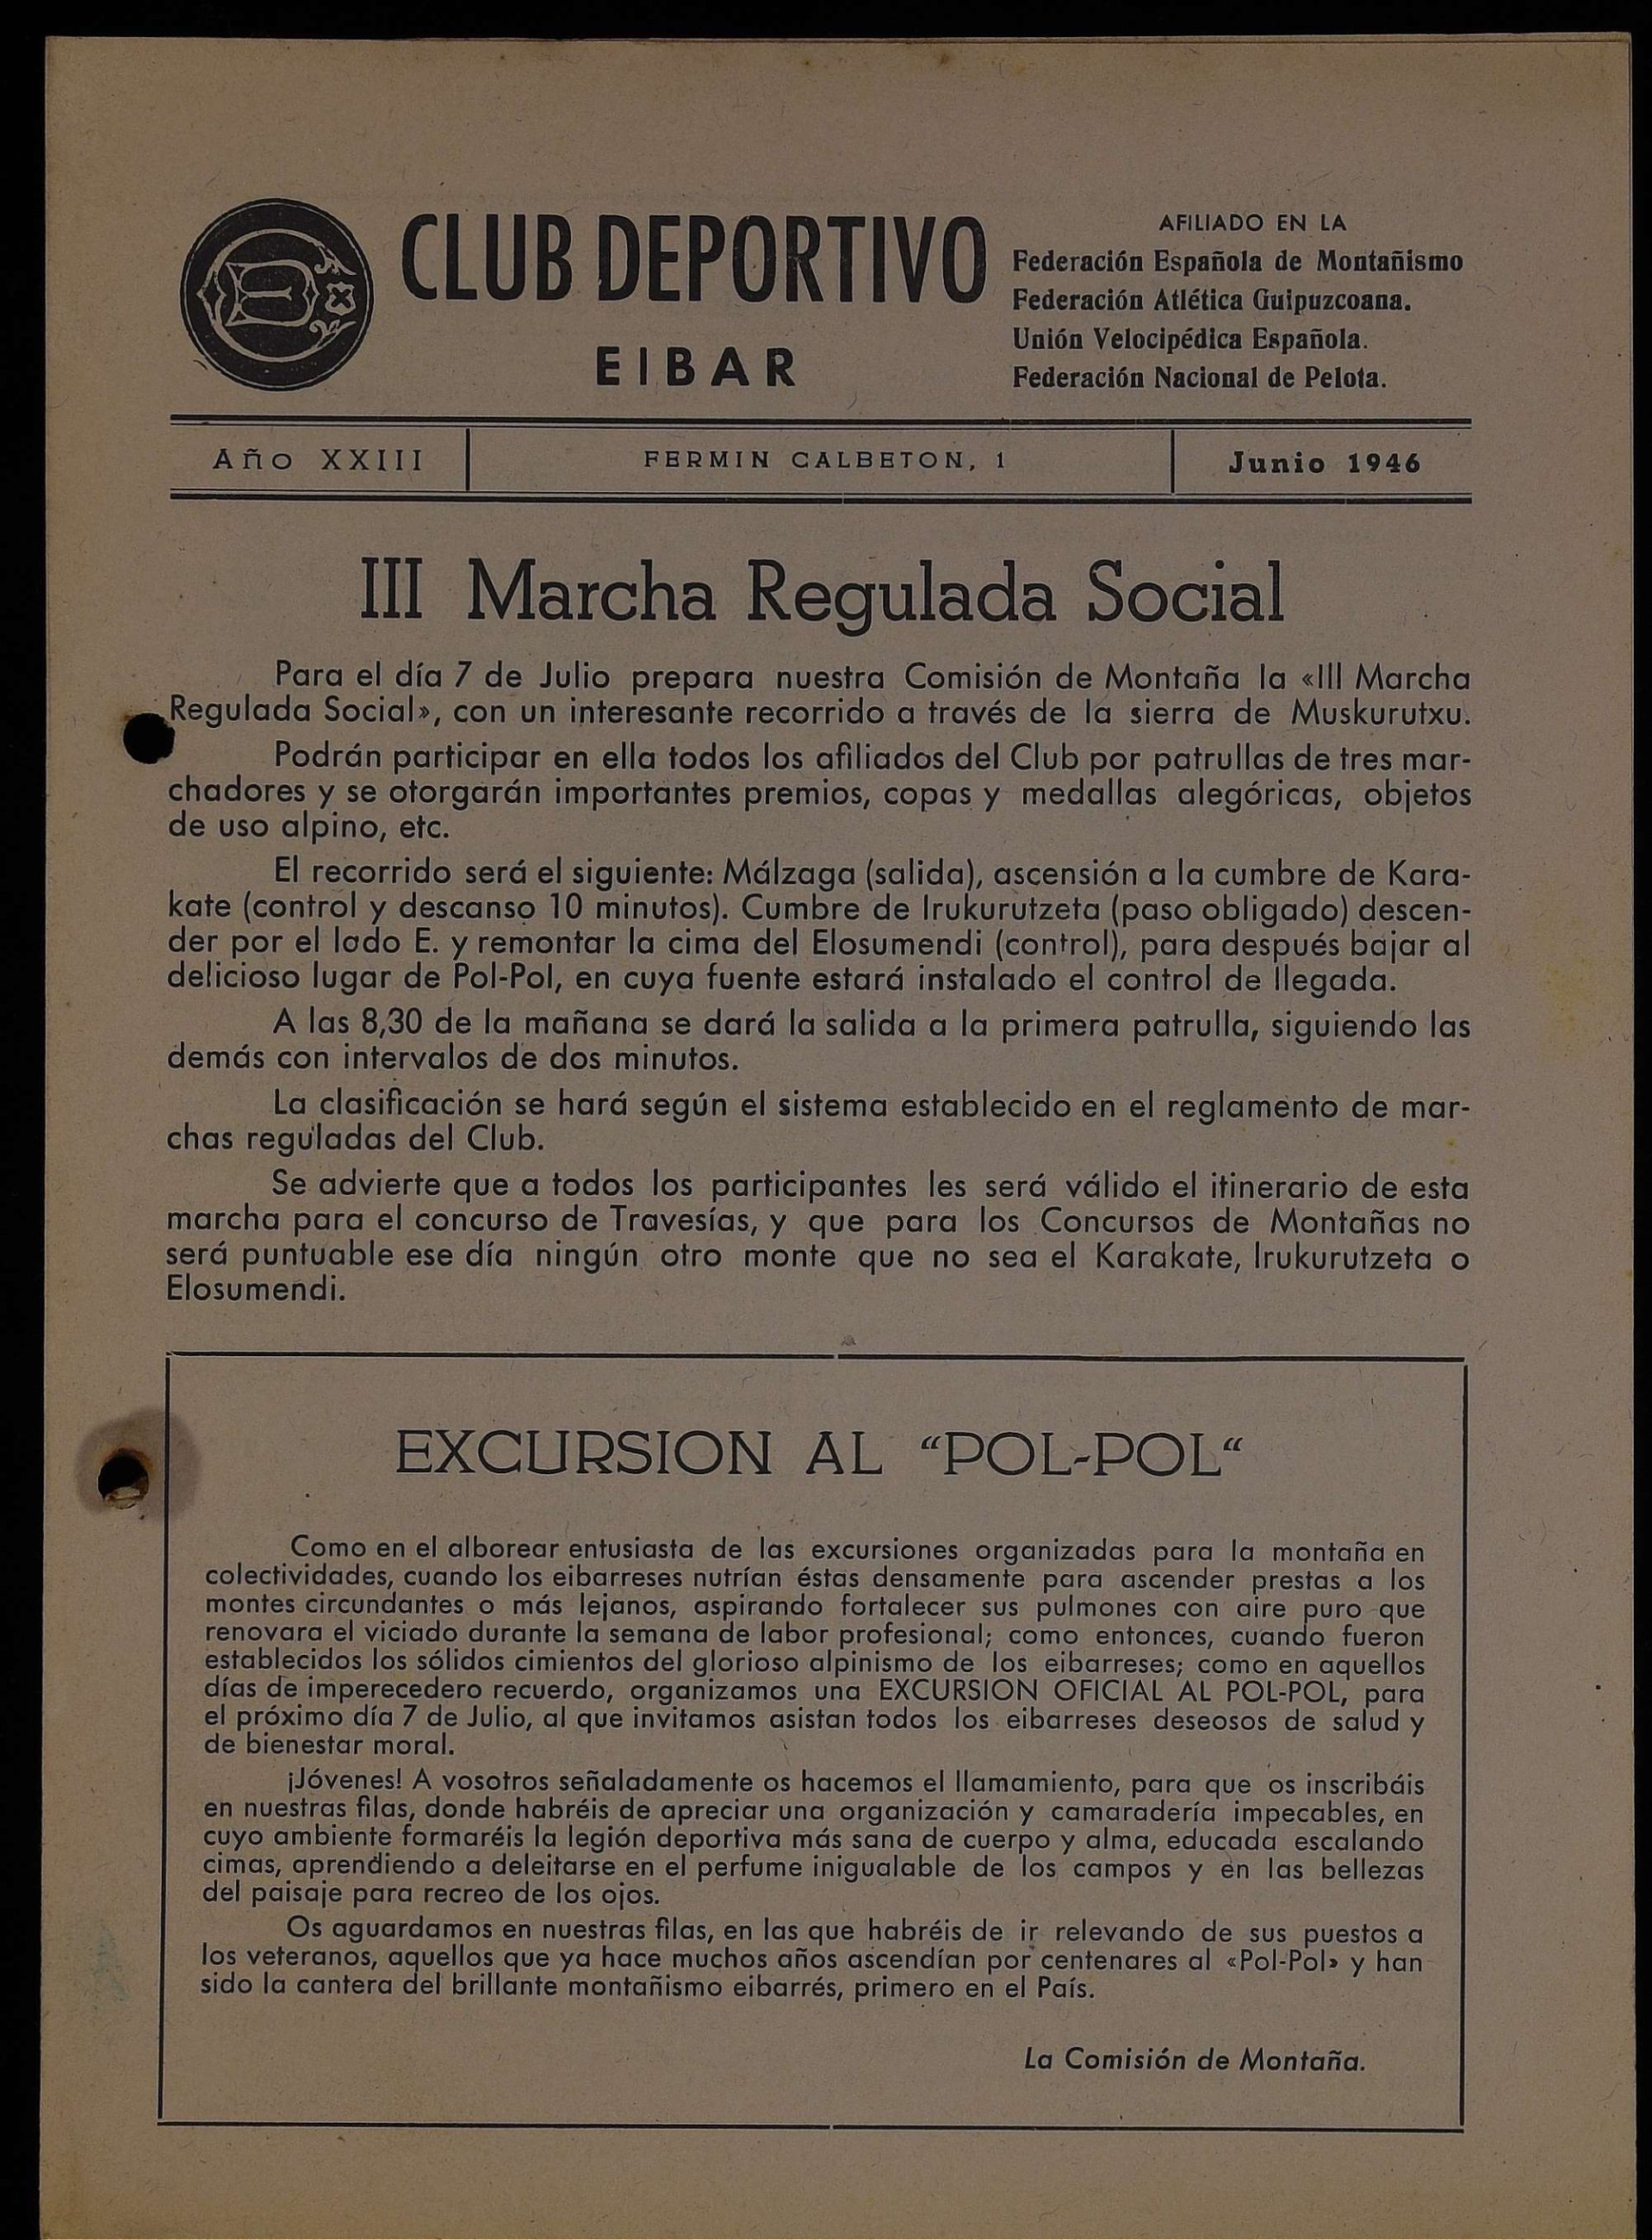 CLUB DEPORTIVO
EIBAR
AFILIADO EN LA
Federación Española de Montañismo
Federación Atlética Guipuzcoana.
Unión Velocipédica Española.
Federación Nacional de Pelota.
Año XXIII
FERMIN CALBETON, 1
Junio 1946
III Marcha Regulada Social
Para el día 7 de Julio prepara nuestra Comisión de Montaña la «III Marcha
Regulada Social», con un interesante recorrido a través de la sierra de Muskurutxu.
Podrán participar en ella todos los afiliados del Club por patrullas de tres mar-
chadores y se otorgarán importantes premios, copas y medallas alegóricas, objetos
de uso alpino, etc.
El recorrido será el siguiente: Málzaga (salida), ascensión a la cumbre de Kara-
kate (control y descanso 10 minutos). Cumbre de Irukurutzeta (paso obligado) descen-
der por el lado E. y remontar la cima del Elosumendi (control), para después bajar al
delicioso lugar de Pol-Pol, en cuya fuente estará instalado el control de llegada.
A las 8,30 de la mañana se dará la salida a la primera patrulla, siguiendo las
demás con intervalos de dos minutos.
La clasificación se hará según el sistema establecido en el reglamento de mar-
chas reguladas del Club.
Se advierte que a todos los participantes les será válido el itinerario de esta
marcha para el concurso de Travesías, y que para los Concursos de Montañas no
será puntuable ese día ningún otro monte que no sea el Karakate, Irukurutzeta o
Elosumendi.
EXCURSION AL "POL-POL"
Como en el alborear entusiasta de las excursiones organizadas para la montaña en
colectividades, cuando los eibarreses nutrían éstas densamente para ascender prestas a los
montes circundantes o más lejanos, aspirando fortalecer sus pulmones con aire puro que
renovara el viciado durante la semana de labor profesional; como entonces, cuando fueron
establecidos los sólidos cimientos del glorioso alpinismo de los eibarreses; como en aquellos
días de imperecedero recuerdo, organizamos una EXCURSION OFICIAL AL POL-POL, para
el próximo día 7 de Julio, al que invitamos asistan todos los eibarreses deseosos de salud y
de bienestar moral.
¡Jóvenes! A vosotros señaladamente os hacemos el llamamiento, para que os inscribáis
en nuestras filas, donde habréis de apreciar una organización y camaradería impecables, en
cuyo ambiente formaréis la legión deportiva más sana de cuerpo y alma, educada escalando
cimas, aprendiendo a deleitarse en el perfume inigualable de los campos y en las bellezas
del paisaje para recreo de los ojos.
Os aguardamos en nuestras filas, en las que habréis de ir relevando de sus puestos a
los veteranos, aquellos que ya hace muchos años ascendían por centenares al «Pol-Pol» y han
sido la cantera del brillante montañismo eibarrés, primero en el País.
La Comisión de Montaña.